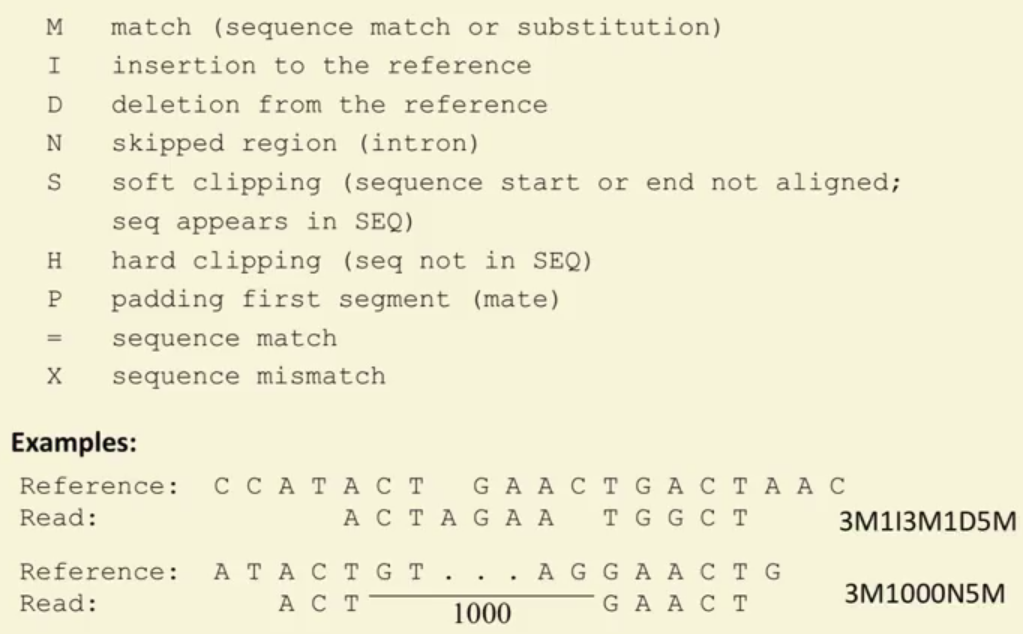 M match (sequence match or substitution)
I insertion to the reference
D deletion from the reference
N skipped region (intron)
S soft clipping (sequence start or end not aligned;
seq appears in SEQ)
H hard clipping (seq not in SEQ)
P padding first segment (mate)
= sequence match
X sequence mismatch
Examples:
Reference: C C A T A C T   G A A C T G A C T A A C
Read: A C T A G A A   T G G C T 3M1I3M1D5M
Reference: A T A C T G T . . . A G G A A C T G
Read: A C T 1000 G A A C T 3M1000N5M